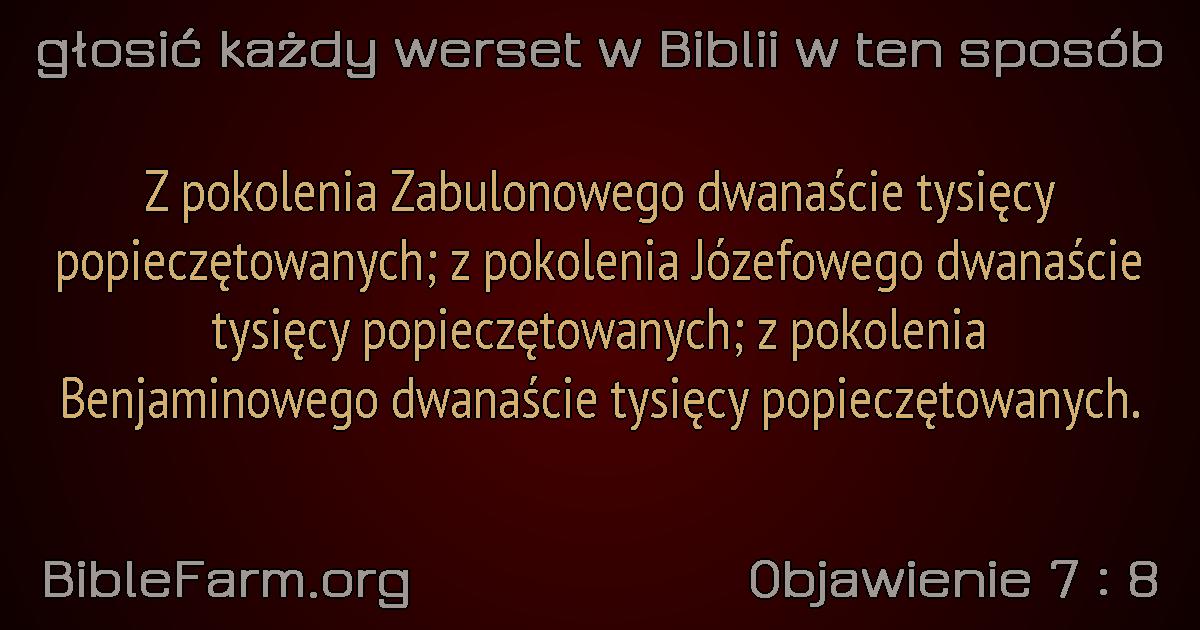 głosić każdy werset w Biblii w ten sposób
Z pokolenia Zabulonowego dwanaście tysięcy
popieczętowanych; z pokolenia Józefowego dwanaście
tysięcy popieczętowanych; z pokolenia
Benjaminowego dwanaście tysięcy popieczętowanych.
BibleFarm.org
Objawienie 7 : 8